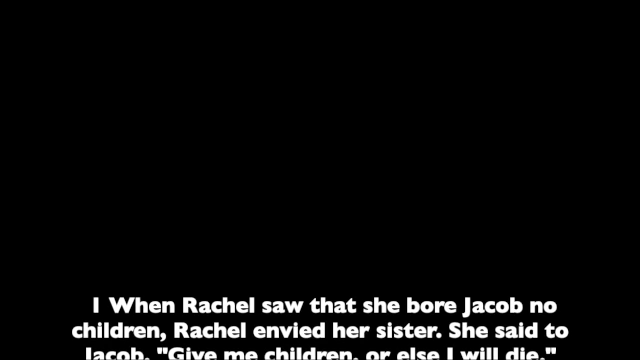 1 When Rachel saw that she bore Jacob no
children, Rachel envied her sister. She said to
Jacob, "Give me children, or else I will die."